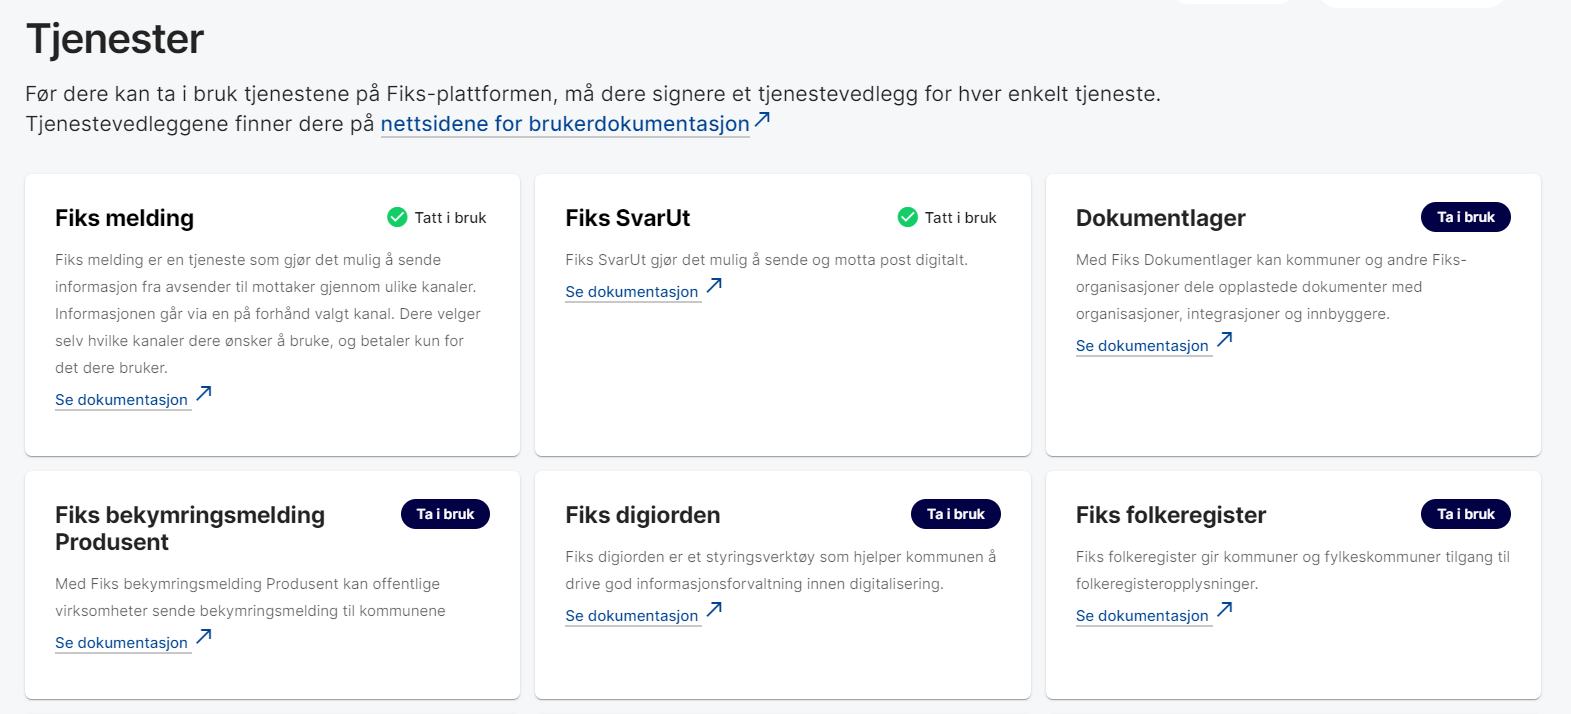 Tjenester
Før dere kan ta i bruk tjenestene på Fiks-plattformen, må dere signere et tjenestevedlegg for hver enkelt tjeneste.
Tjenestevedleggene finner dere på nettsidene for brukerdokumentasjon
Fiks melding
Tatt i bruk
Fiks melding er en tjeneste som gjør det mulig å sende
informasjon fra avsender til mottaker gjennom ulike kanaler.
Informasjonen går via en på forhånd valgt kanal. Dere velger
selv hvilke kanaler dere ønsker å bruke, og betaler kun for
det dere bruker.
Se dokumentasjon
Fiks SvarUt
Tatt i bruk
Fiks SvarUt gjør det mulig å sende og motta post digitalt.
Se dokumentasjon
Dokumentlager
Ta i bruk
Med Fiks Dokumentlager kan kommuner og andre Fiks-
organisasjoner dele opplastede dokumenter med
organisasjoner, integrasjoner og innbyggere.
Se dokumentasjon
Fiks bekymringsmelding
Produsent
Ta i bruk
Med Fiks bekymringsmelding Produsent kan offentlige
virksomheter sende bekymringsmelding til kommunene
Se dokumentasjon
Fiks digiorden
Ta i bruk
Fiks digiorden er et styringsverktøy som hjelper kommunen å
drive god informasjonsforvaltning innen digitalisering.
Se dokumentasjon
Fiks folkeregister
Ta i bruk
Fiks folkeregister gir kommuner og fylkeskommuner tilgang til
folkeregisteropplysninger.
Se dokumentasjon